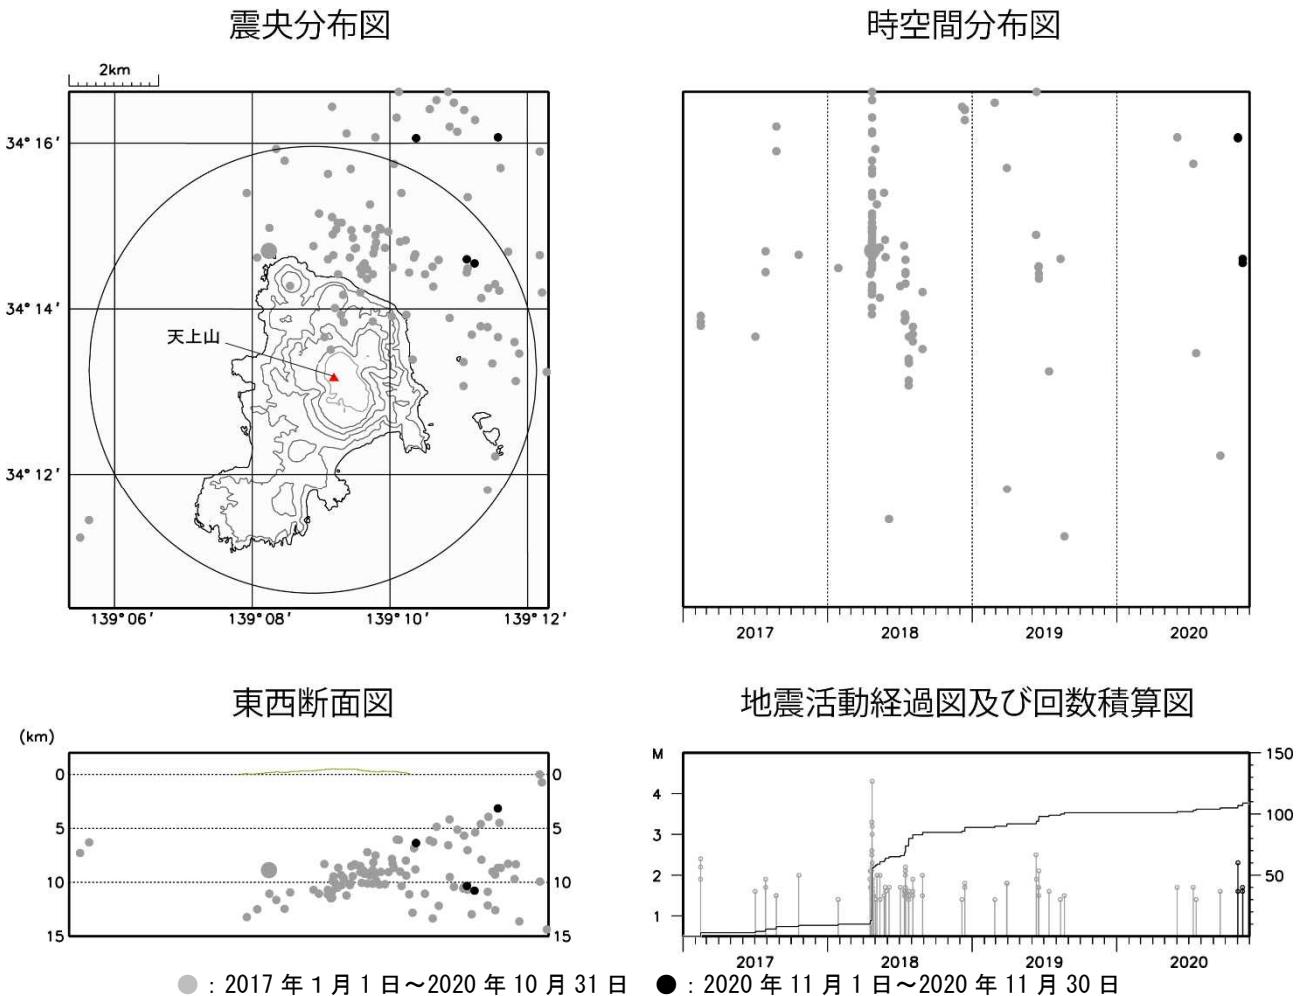 震央分布図
2km
34° 16′
34° 14′
天上山
34° 12′
139° 06′ 139° 08′ 139° 10′ 139° 12′
時空間分布図
2017 2018 2019 2020
東西断面図
(km)
0 0
5 5
10 10
15 15
地震活動経過図及び回数積算図
M
150
4
100
3
2 50
1
2017 2018 2019 2020
● : 2017 年 1 月 1 日～2020 年 10 月 31 日 ● : 2020 年 11 月 1 日～2020 年 11 月 30 日